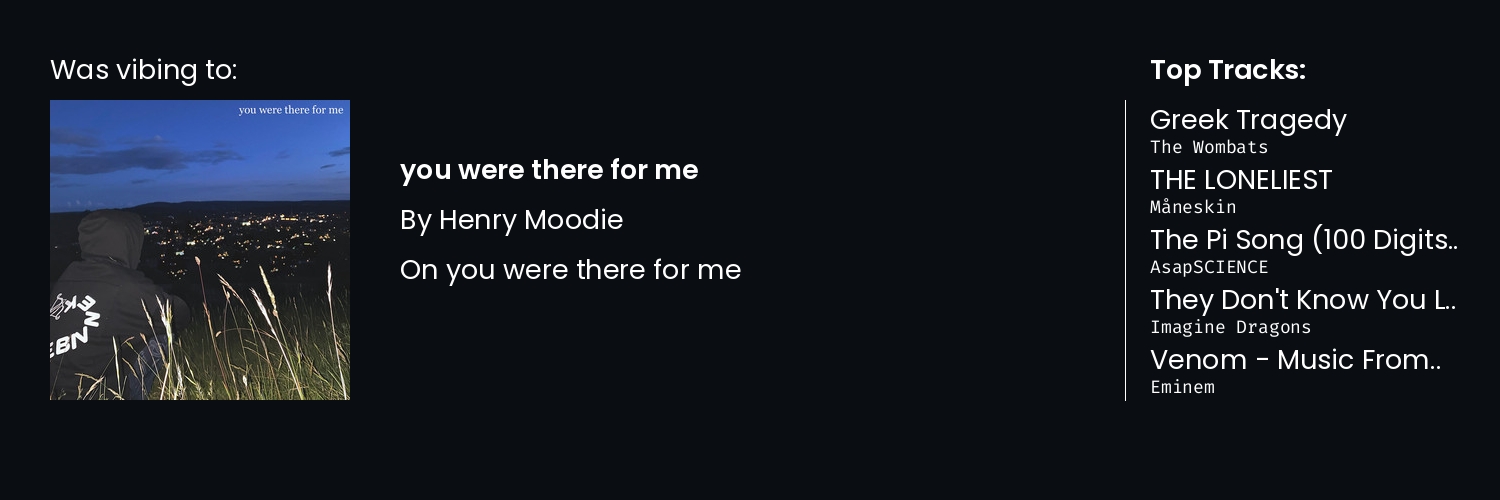 Was vibing to:
you were there for me
you were there for me
By Henry Moodie
On you were there for me
Top Tracks:
Greek Tragedy
The Wombats
THE LONELIEST
Måneskin
The Pi Song (100 Digits..
AsapSCIENCE
They Don't Know You L..
Imagine Dragons
Venom - Music From..
Eminem